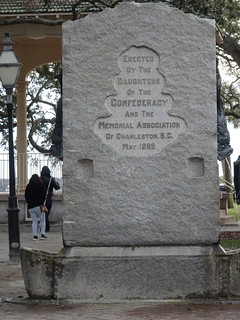 ERECTED
BY THE
DAUGHTERS
OF THE
CONFEDERACY
AND THE
MEMORIAL ASSOCIATION
OF CHARLESTON, S.C.
MAY 1899.